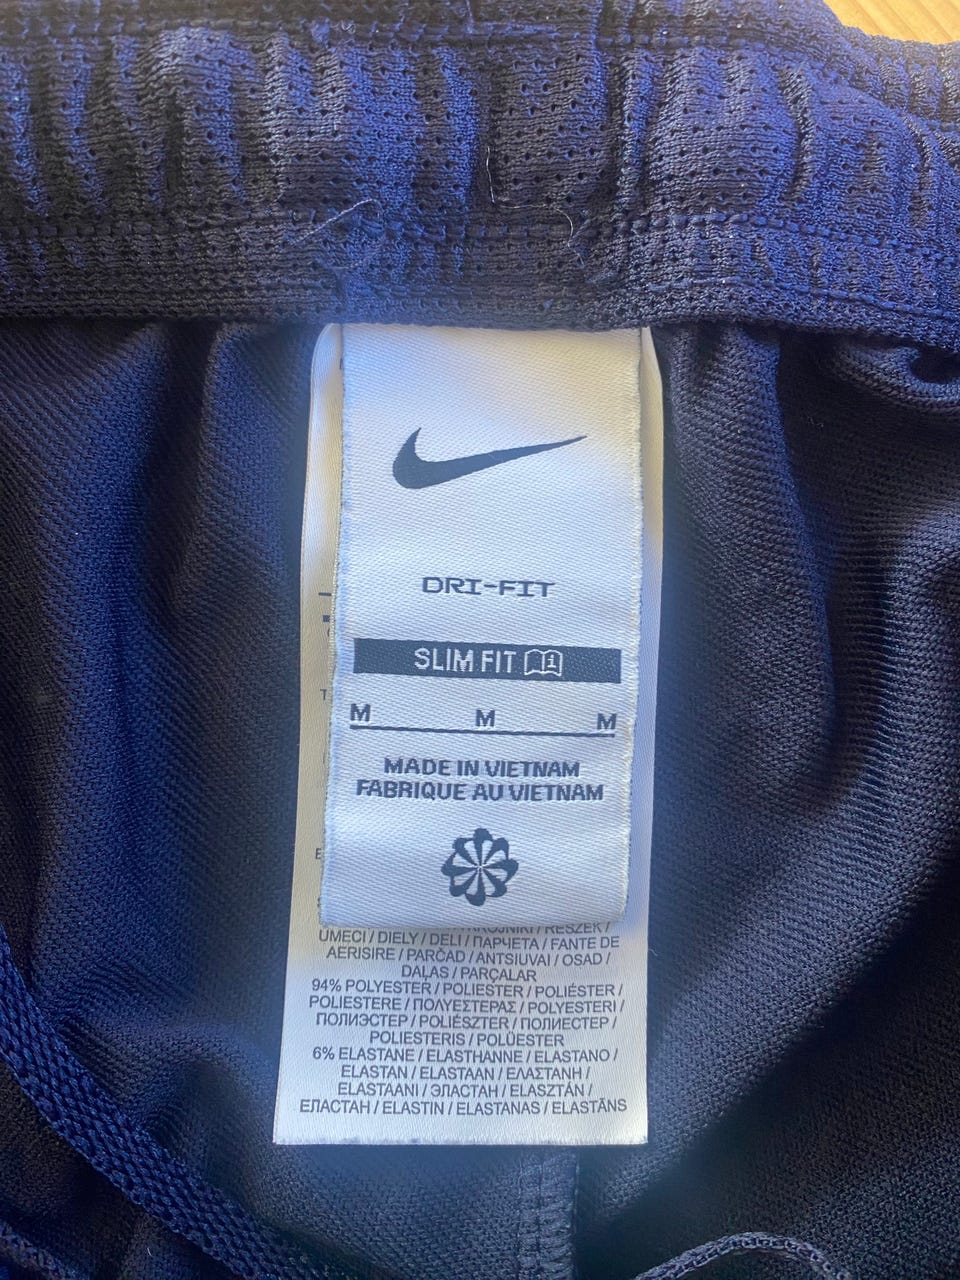 DRI-FIT
SLIM FIT
M M M
MADE IN VIETNAM
FABRIQUE AU VIETNAM
KROJNIKI / RESZEK /
UMECI / DIELY / DELI / ПАРЧЕТА / FANTE DE
AERISIRE / PARČAD / ANTSIUVAI / OSAD /
DALAS / PARÇALAR
94% POLYESTER / POLIESTER / POLIÉSTER /
POLIESTERE / ΠΟΛΥΕΣΤΕΡΑΣ / POLYESTERI /
ПОЛИЭСТЕР / POLIÉSZTER / ПОЛИЕСТЕР /
POLIESTERIS / POLÜESTER
6% ELASTANE / ELASTHANNE / ELASTANO /
ELASTAN / ELASTAAN / ΕΛΑΣΤΑΝΗ /
ELASTAANI / ЭЛАСТАН / ELASZTÁN /
ЕЛАСТАН / ELASTIN / ELASTANAS / ELASTĀNS